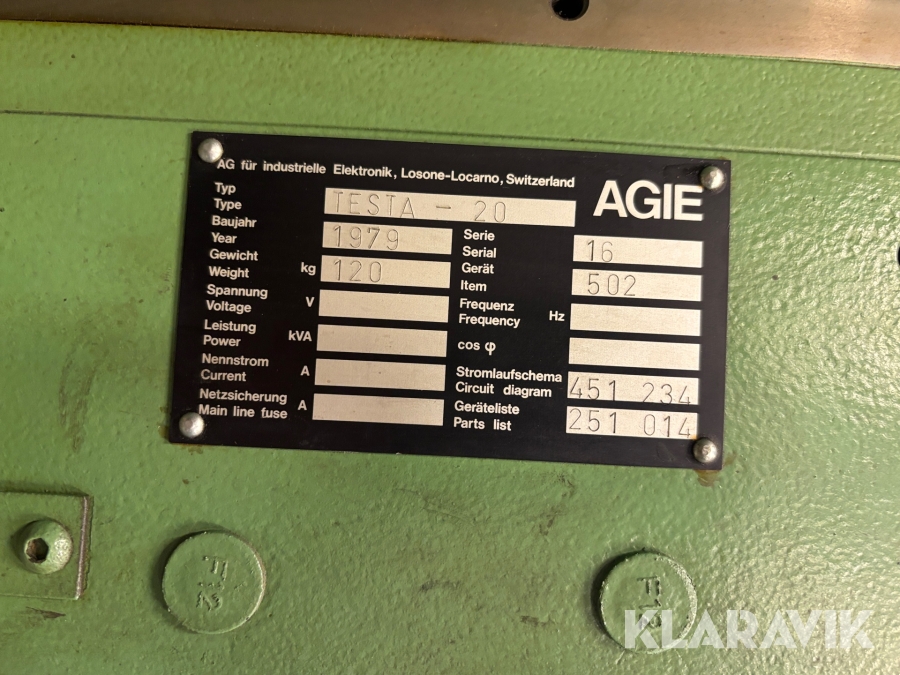 AG für industrielle Elektronik, Losone-Locarno, Switzerland
AGIE
Typ
Type
TESTA - 20
Baujahr
Year
1979
Serie
Serial
16
Gewicht
Weight
kg
120
Gerät
Item
502
Spannung
Voltage
V
Frequenz
Frequency
Hz
Leistung
Power
kVA
cos φ
Nennstrom
Current
A
Stromlaufschema
Circuit diagram
451 234
Netzsicherung
Main line fuse
A
Geräteliste
Parts list
251 014
KLARAVIK